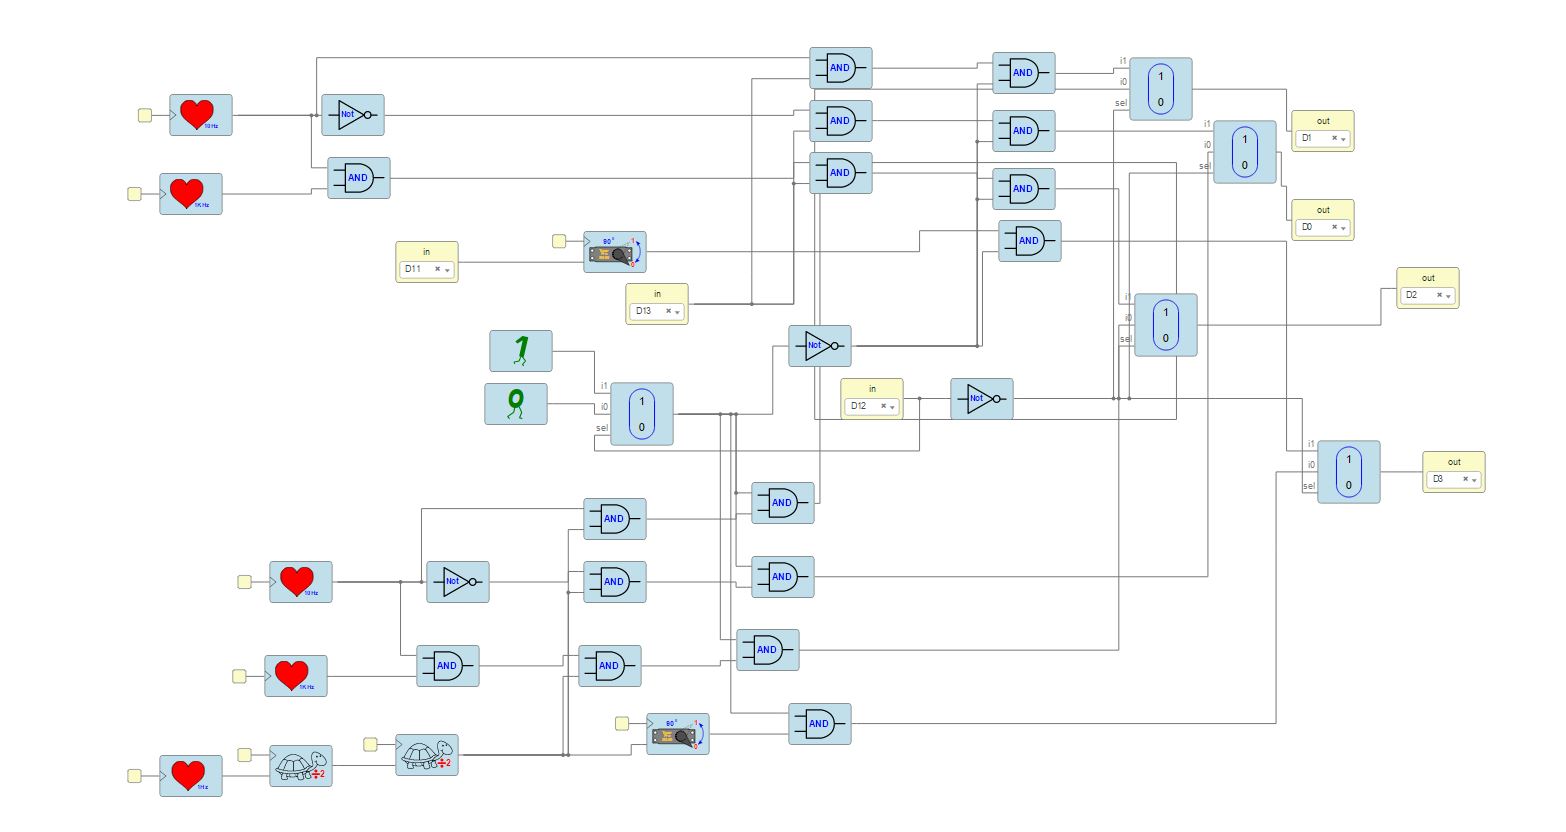 AND
AND
i1
1
i0
0
sel
10 Hz
Not
AND
AND
out
D1
i1
1
i0
0
sel
AND
AND
AND
1K Hz
out
D0
90°
1
0
in
D11
AND
out
D2
in
D13
i1
1
i0
0
sel
1
Not
0
i1
1
i0
0
sel
in
D12
Not
i1
1
i0
0
sel
out
D3
AND
AND
10 Hz
Not
AND
AND
AND
1K Hz
AND
AND
90°
1
0
AND
÷2
÷2
1Hz